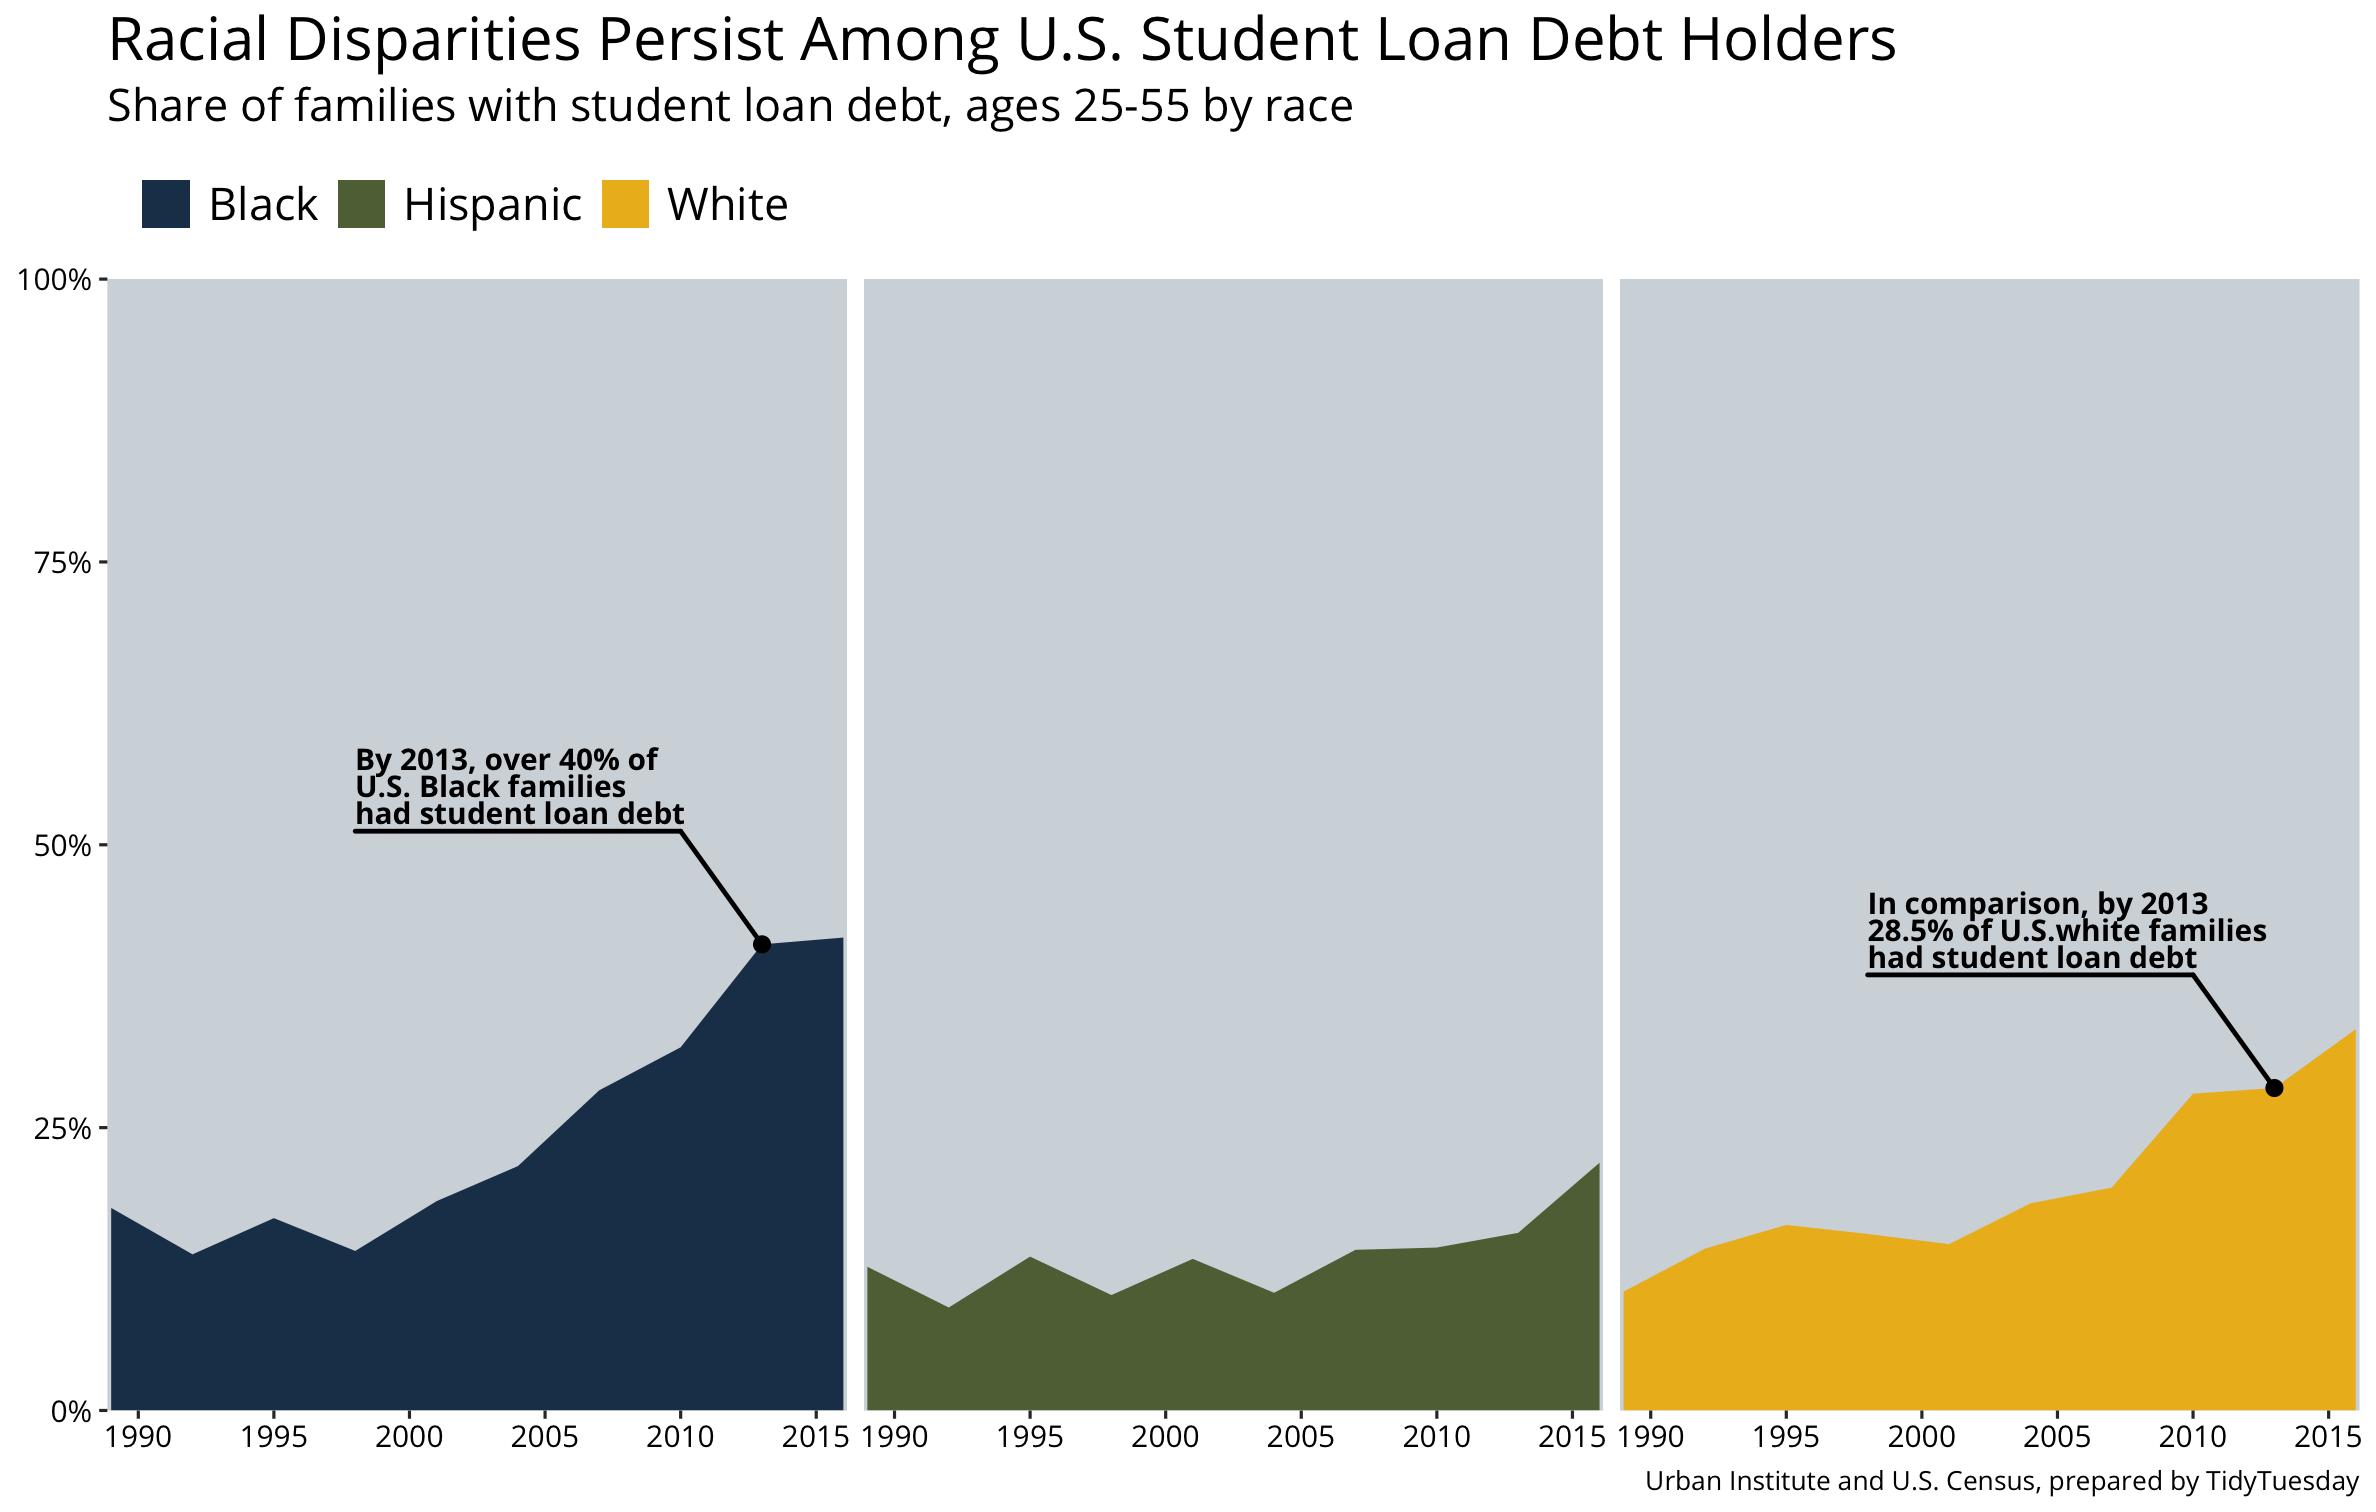 Racial Disparities Persist Among U.S. Student Loan Debt Holders
Share of families with student loan debt, ages 25-55 by race
Black Hispanic White
100%
75%
50%
25%
0%
By 2013, over 40% of
U.S. Black families
had student loan debt
In comparison, by 2013
28.5% of U.S.white families
had student loan debt
1990 1995 2000 2005 2010 2015 1990 1995 2000 2005 2010 2015 1990 1995 2000 2005 2010 2015
Urban Institute and U.S. Census, prepared by TidyTuesday